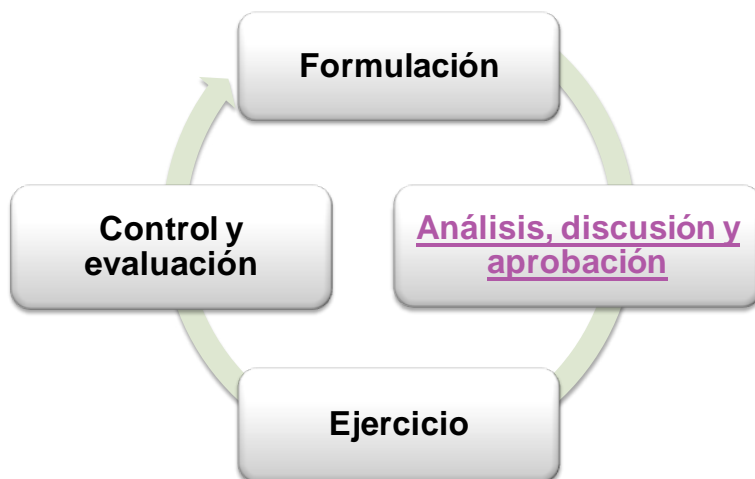 Formulación
Control y
evaluación
Análisis, discusión y
aprobación
Ejercicio